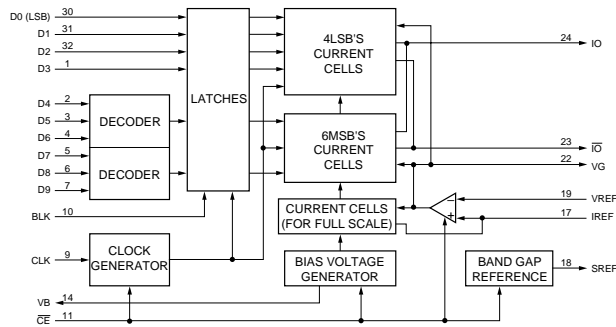 D0 (LSB) 30
D1 31
D2 32
D3 1
D4 2
D5 3
D6 4
D7 5
D8 6
D9 7
BLK 10
CLK 9
VB 14
CE 11
DECODER
DECODER
LATCHES
CLOCK
GENERATOR
4LSB'S
CURRENT
CELLS
6MSB'S
CURRENT
CELLS
CURRENT CELLS
(FOR FULL SCALE)
BIAS VOLTAGE
GENERATOR
BAND GAP
REFERENCE
−
+
24 IO
23 IO
22 VG
19 VREF
17 IREF
18 SREF